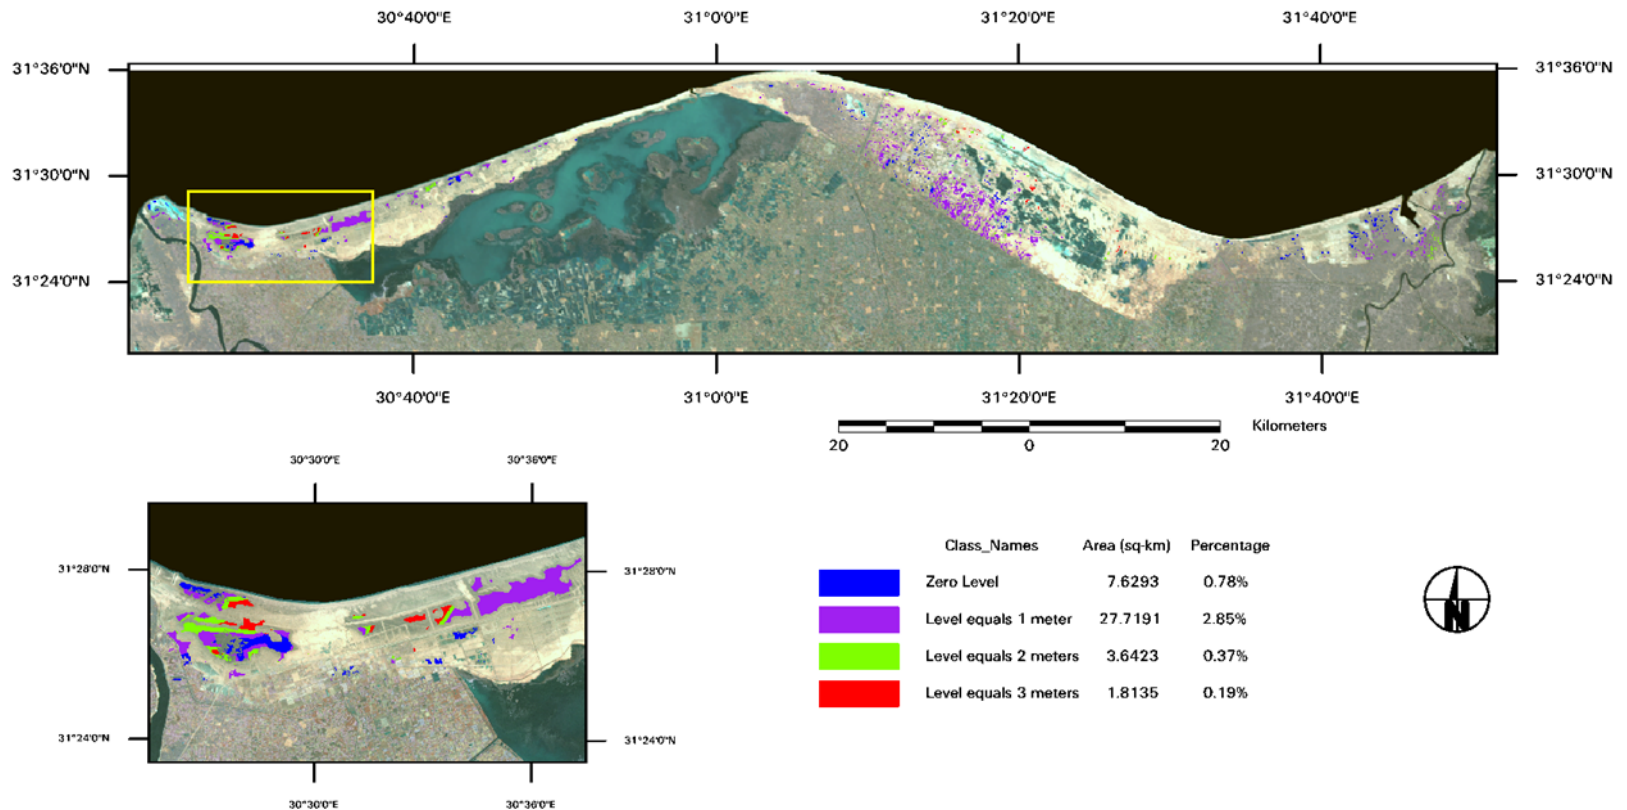 30°40'0"E 31°0'0"E 31°20'0"E 31°40'0"E
31°36'0"N 31°36'0"N
31°30'0"N 31°30'0"N
31°24'0"N 31°24'0"N
30°40'0"E 31°0'0"E 31°20'0"E 31°40'0"E
Kilometers
20 0 20
30°30'0"E 30°36'0"E
31°28'0"N 31°28'0"N
31°24'0"N 31°24'0"N
30°30'0"E 30°36'0"E
Class_Names Area (sq-km) Percentage
Zero Level 7.6293 0.78%
Level equals 1 meter 27.7191 2.85%
Level equals 2 meters 3.6423 0.37%
Level equals 3 meters 1.8135 0.19%
N